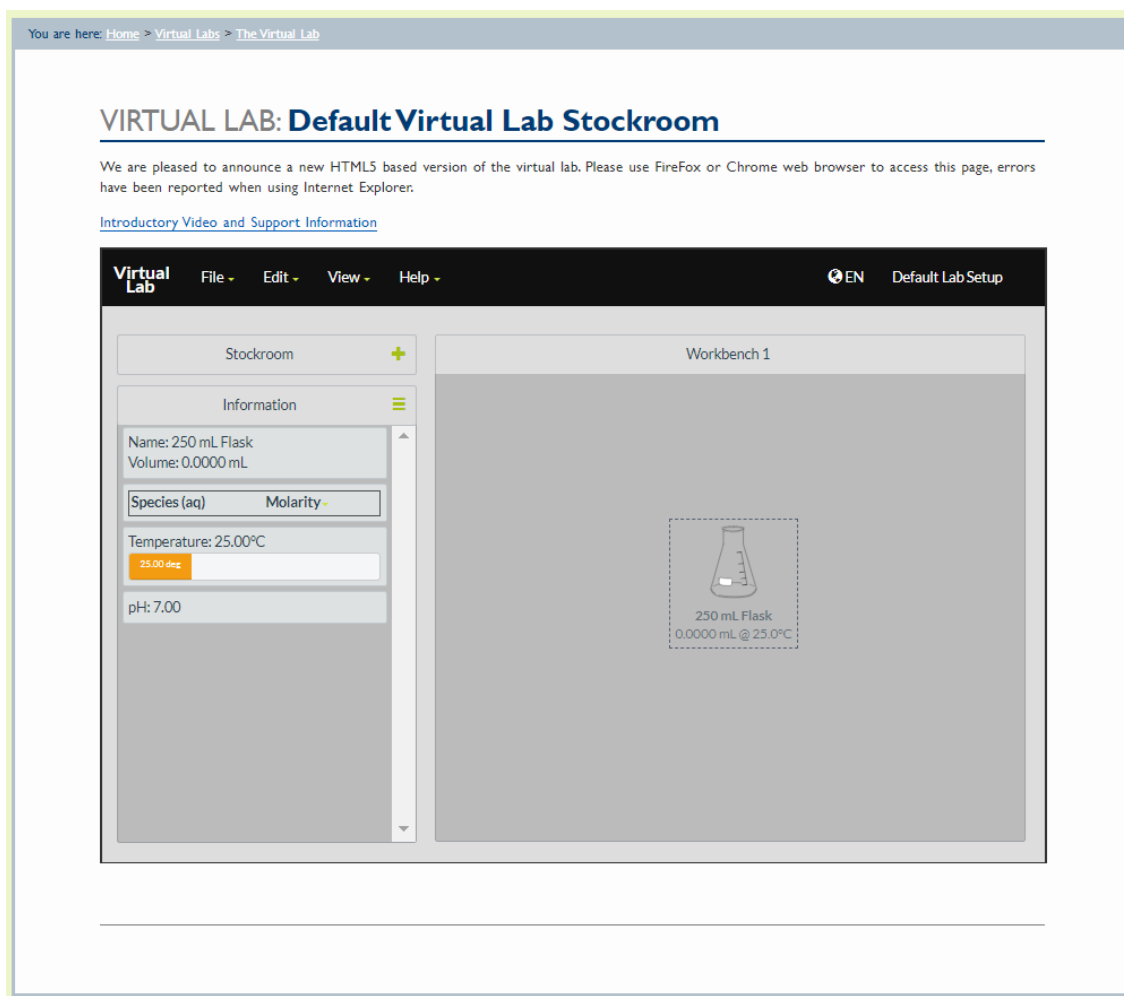 You are here: Home > Virtual Labs > The Virtual Lab
VIRTUAL LAB: Default Virtual Lab Stockroom
We are pleased to announce a new HTML5 based version of the virtual lab. Please use FireFox or Chrome web browser to access this page, errors
have been reported when using Internet Explorer.
Introductory Video and Support Information
Virtual Lab File Edit View Help EN Default Lab Setup
Stockroom
Workbench 1
Information
Name: 250 mL Flask
Volume: 0.0000 mL
Species (aq) Molarity
Temperature: 25.00°C
25.00 deg
pH: 7.00
250 mL Flask
0.0000 mL @ 25.0°C